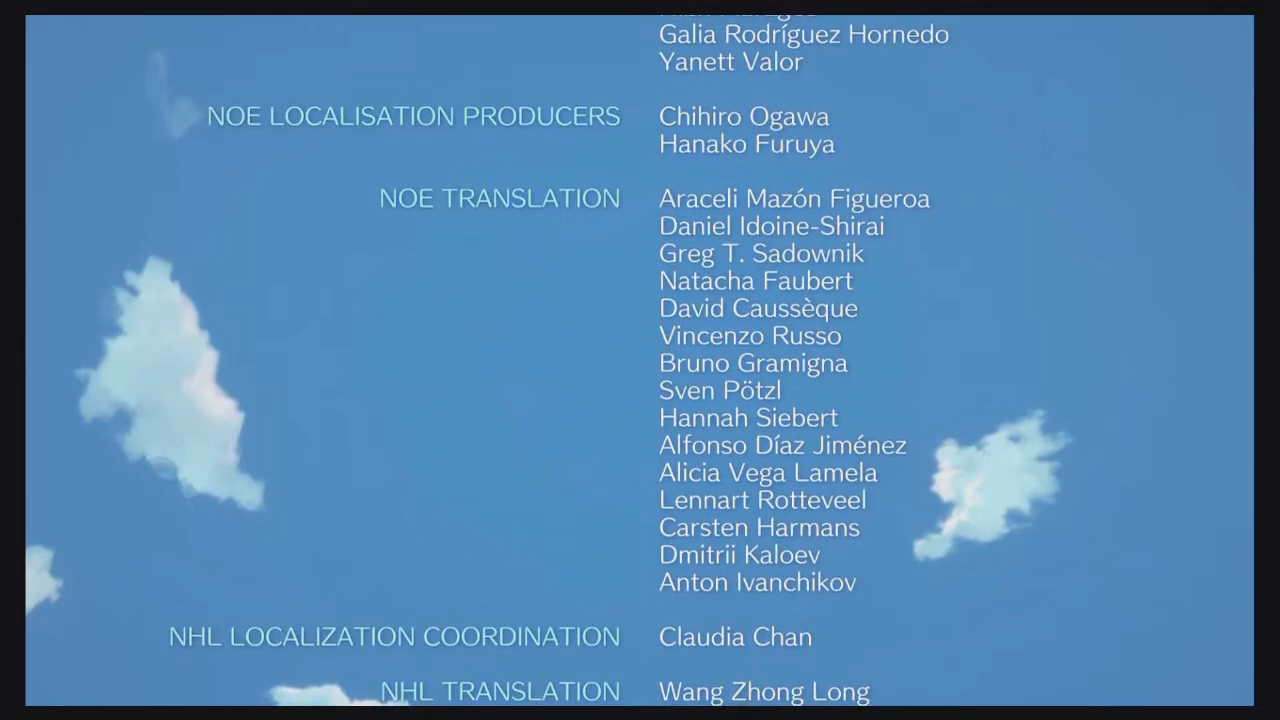 Galia Rodríguez Hornedo
Yanett Valor
NOE LOCALISATION PRODUCERS Chihiro Ogawa
Hanako Furuya
NOE TRANSLATION Araceli Mazón Figueroa
Daniel Idoine-Shirai
Greg T. Sadownik
Natacha Faubert
David Caussèque
Vincenzo Russo
Bruno Gramigna
Sven Pötzl
Hannah Siebert
Alfonso Díaz Jiménez
Alicia Vega Lamela
Lennart Rotteveel
Carsten Harmans
Dmitrii Kaloev
Anton Ivanchikov
NHL LOCALIZATION COORDINATION Claudia Chan
NHL TRANSLATION Wang Zhong Long